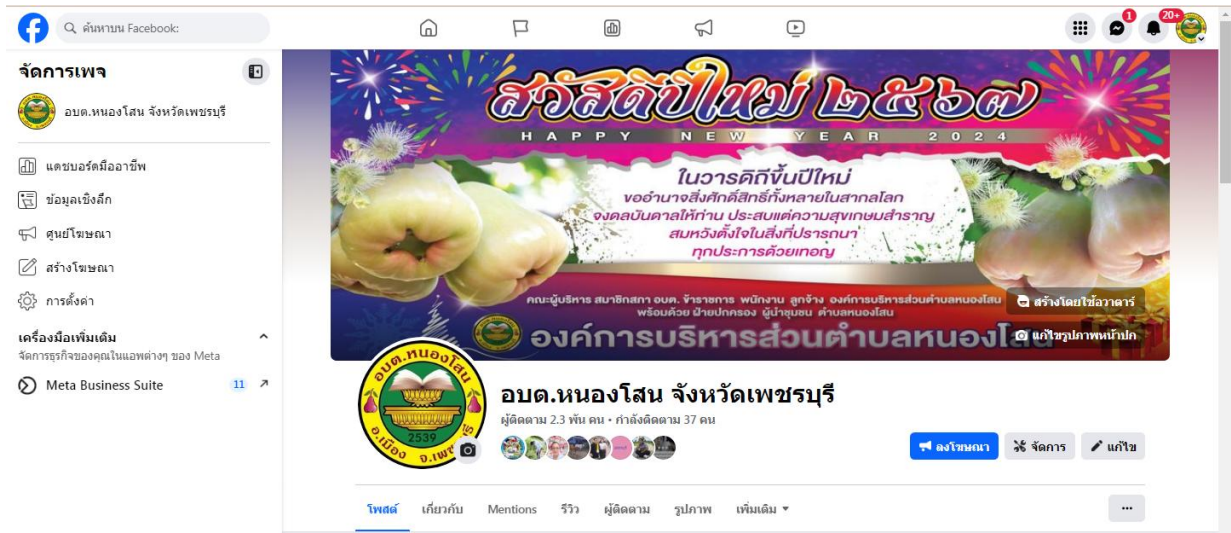 ค้นหาบน Facebook:
1
20+
จัดการเพจ
อบต.หนองโสน จังหวัดเพชรบุรี
แดชบอร์ดมืออาชีพ
ข้อมูลเชิงลึก
ศูนย์โฆษณา
สร้างโฆษณา
การตั้งค่า
เครื่องมือเพิ่มเติม
จัดการธุรกิจของคุณในแอพต่างๆ ของ Meta
Meta Business Suite
11
สวัสดีปีใหม่ ๒๕๖๗
HAPPY NEW YEAR 2024
ในวารดิถีขึ้นปีใหม่
ขออำนาจสิ่งศักดิ์สิทธิ์ทั้งหลายในสากลโลก
จงดลบันดาลให้ท่าน ประสบแต่ความสุขเกษมสำราญ
สมหวังตั้งใจในสิ่งที่ปรารถนา
ทุกประการด้วยเทอญ
คณะผู้บริหาร สมาชิกสภา อบต. ข้าราชการ พนักงาน ลูกจ้าง องค์การบริหารส่วนตำบลหนองโสน
พร้อมด้วย ฝ่ายปกครอง ผู้นำชุมชน ตำบลหนองโสน
องค์การบริหารส่วนตำบลหนองโสน
สร้างโดยใช้อวาตาร์
แก้ไขรูปภาพหน้าปก
อบต.หนองโสน
2539
อ.เมือง จ.เพชรบุรี
อบต.หนองโสน จังหวัดเพชรบุรี
ผู้ติดตาม 2.3 พัน คน • กำลังติดตาม 37 คน
ลงโฆษณา
จัดการ
แก้ไข
โพสต์
เกี่ยวกับ
Mentions
รีวิว
ผู้ติดตาม
รูปภาพ
เพิ่มเติม